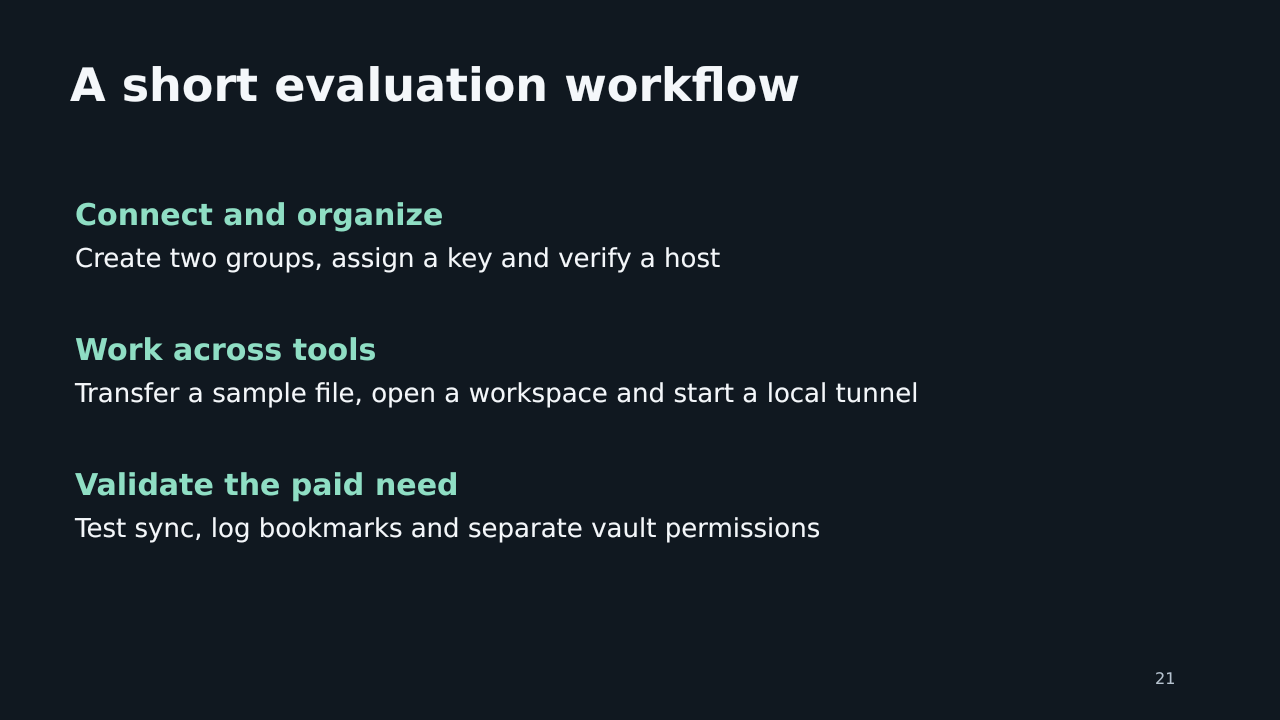 A short evaluation workflow
Connect and organize
Create two groups, assign a key and verify a host
Work across tools
Transfer a sample file, open a workspace and start a local tunnel
Validate the paid need
Test sync, log bookmarks and separate vault permissions
21